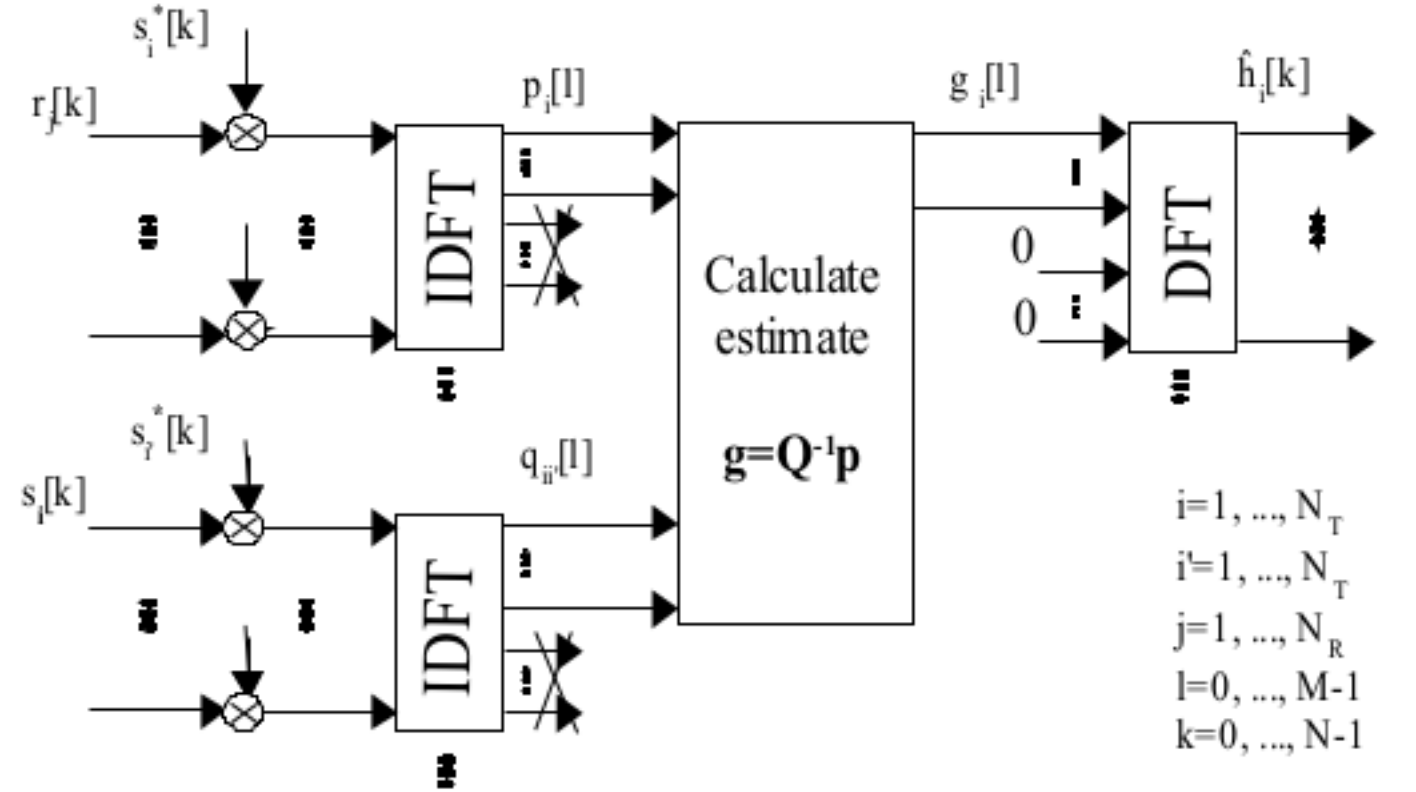 s_i^*[k]
r_j[k]
p_i[l]
g_i[l]
ĥ_i[k]
IDFT
Calculate
estimate
g=Q^-1p
DFT
0
0
s_?^*[k]
s_i[k]
q_ii'[l]
IDFT
i=1, ..., N_T
i'=1, ..., N_T
j=1, ..., N_R
l=0, ..., M-1
k=0, ..., N-1